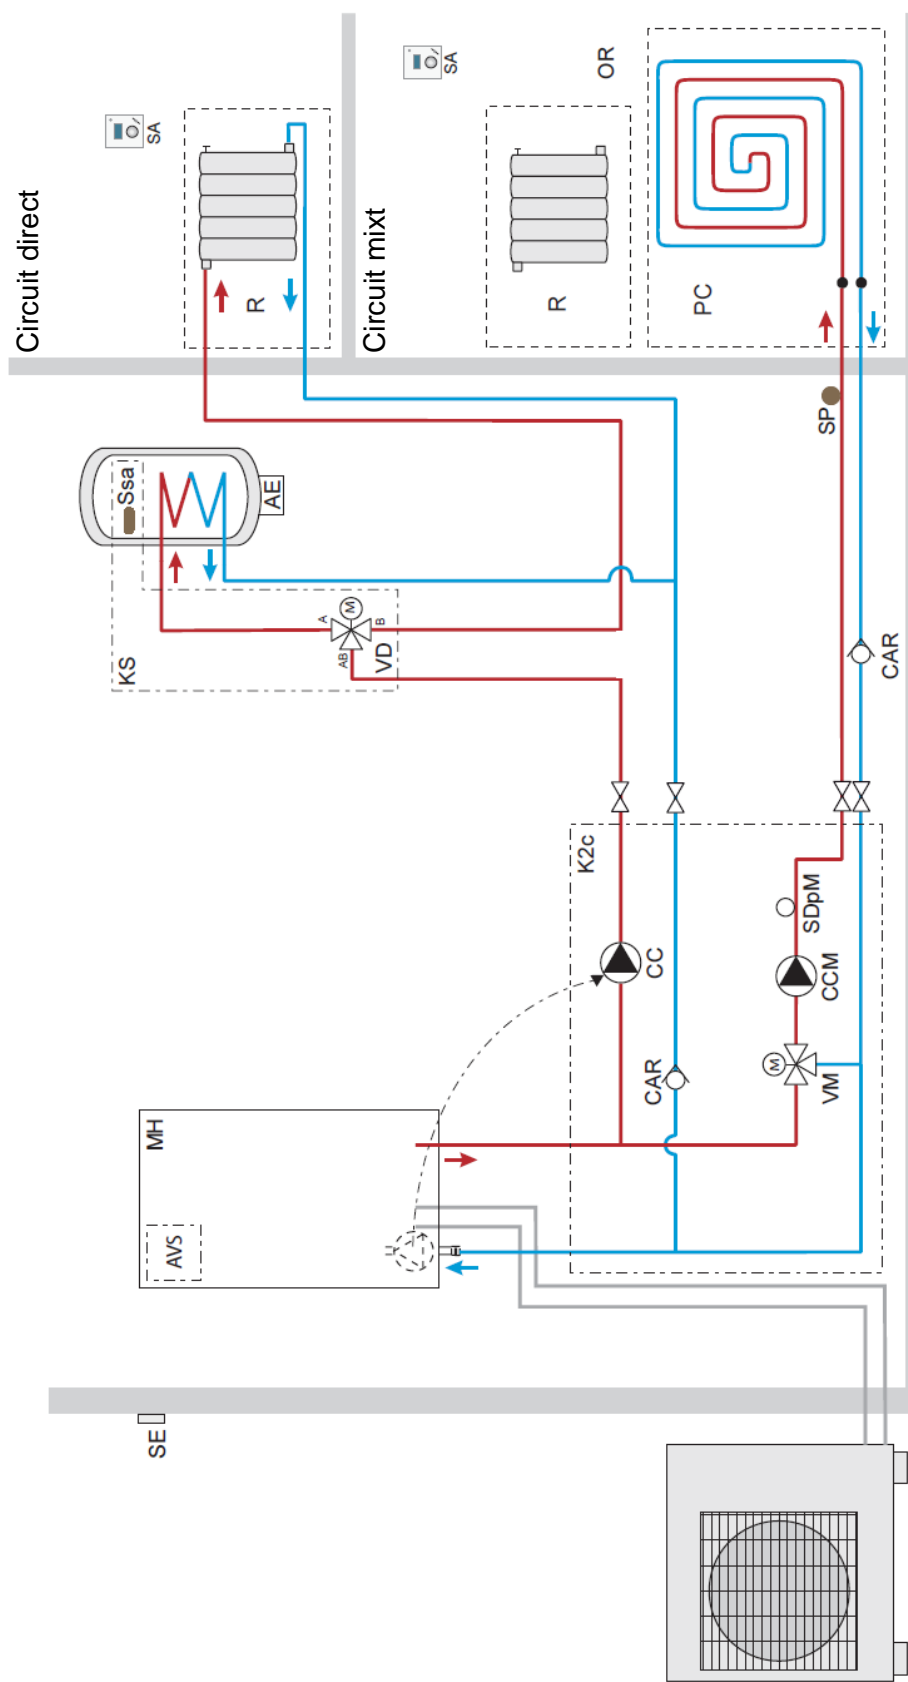 Circuit direct
SA
R
Circuit mixt
SA
OR
R
PC
SP
Ssa
AE
KS
A
M
B
AB
VD
CAR
K2c
CC
SDpM
CCM
CAR
M
VM
MH
AVS
SE